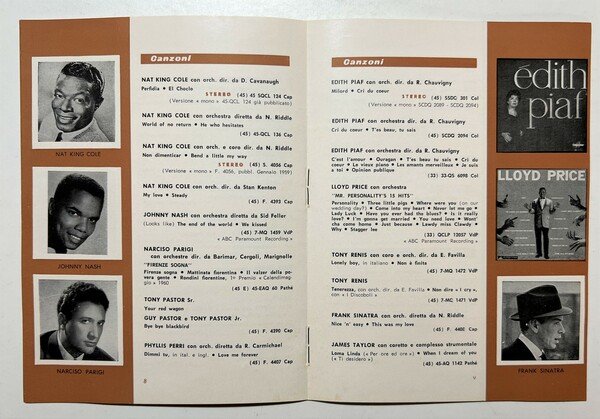 NAT KING COLE
JOHNNY NASH
NARCISO PARIGI
Canzoni
NAT KING COLE con orch. dir. da D. Cavanaugh
Perfidia • El Choclo
STEREO (45) 45 SQCL 124 Cap
(Versione « mono » 45-QCL 124 già pubblicato)
NAT KING COLE con orchestra diretta da N. Riddle
World of no return • He who hesitates
(45) 45-QCL 136 Cap
NAT KING COLE con orch. e coro dir. da N. Riddle
Non dimenticar • Bend a little my way
STEREO (45) S. 4056 Cap
(Versione « mono » F. 4056, pubbl. Gennaio 1959)
NAT KING COLE con orch. dir. da Stan Kenton
My love • Steady
(45) F. 4393 Cap
JOHNNY NASH con orchestra diretta da Sid Feller
(Looks like) The end of the world • We kissed
(45) 7-MQ 1459 VdP
« ABC Paramount Recording »
NARCISO PARIGI
con orchestra dir. da Barimar, Cergoli, Marignolle
"FIRENZE SOGNA"
Firenze sogna • Mattinata fiorentina • Il valzer della povera
gente • Rondini fiorentine, 1º Premio « Calendimaggio
» 1960
(45 E) 45-EAQ 60 Pathé
TONY PASTOR Sr.
Your red wagon
GUY PASTOR e TONY PASTOR Jr.
Bye bye blackbird
(45) F. 4390 Cap
PHYLLIS PERRI con orch. diretta da R. Carmichael
Dimmi tu, in ital. e ingl. • Love me forever
(45) F. 4407 Cap
8
Canzoni
EDITH PIAF con orch. dir. da R. Chauvigny
Milord • Cri du coeur
STEREO (45) SSDQ 301 Col
(Versione « mono » SCDQ 2089 - SCDQ 2094)
EDITH PIAF con orchestra dir. da R. Chauvigny
Cri du coeur • T'es beau, tu sais
(45) SCDQ 2094 Col
EDITH PIAF con orchestra dir. da R. Chauvigny
C'est l'amour • Ouragan • T'es beau tu sais • Cri du
coeur • Le vieux piano • Les amants merveilleux • Je suis
à toi • Opinion publique
(33) 33-QS 6098 Col
LLOYD PRICE con orchestra
"MR. PERSONALITY'S 15 HITS"
Personality • Three little pigs • Where were you (on our
wedding day?) • Come into my heart • Never let me go •
Lady Luck • Have you ever had the blues? • Is it really
love? • I'm gonna get married • You need love • Won't
cha come home • Just because • Lawdy miss Clawdy •
Why • Stagger lee
(33) QCLP 12057 VdP
« ABC Paramount Recording »
TONY RENIS con coro e orch. diretta da E. Favilla
Lonely boy, in italiano • Non è finita
(45) 7-MQ 1472 VdP
TONY RENIS
Tenerezza, con orch. dir. da E. Favilla • Non dire « I cry »,
con « I Discoboli »
(45) 7-MQ 1471 VdP
FRANK SINATRA con orch. diretta da N. Riddle
Nice 'n' easy • This was my love
(45) F. 4408 Cap
JAMES TAYLOR con coretto e complesso strumentale
Loma Linda (« Per ore ed ore ») • When I dream of you
(« Ti desidero »)
(45) 45-AQ 1142 Pathé
édith
piaf
LLOYD PRICE
FRANK SINATRA